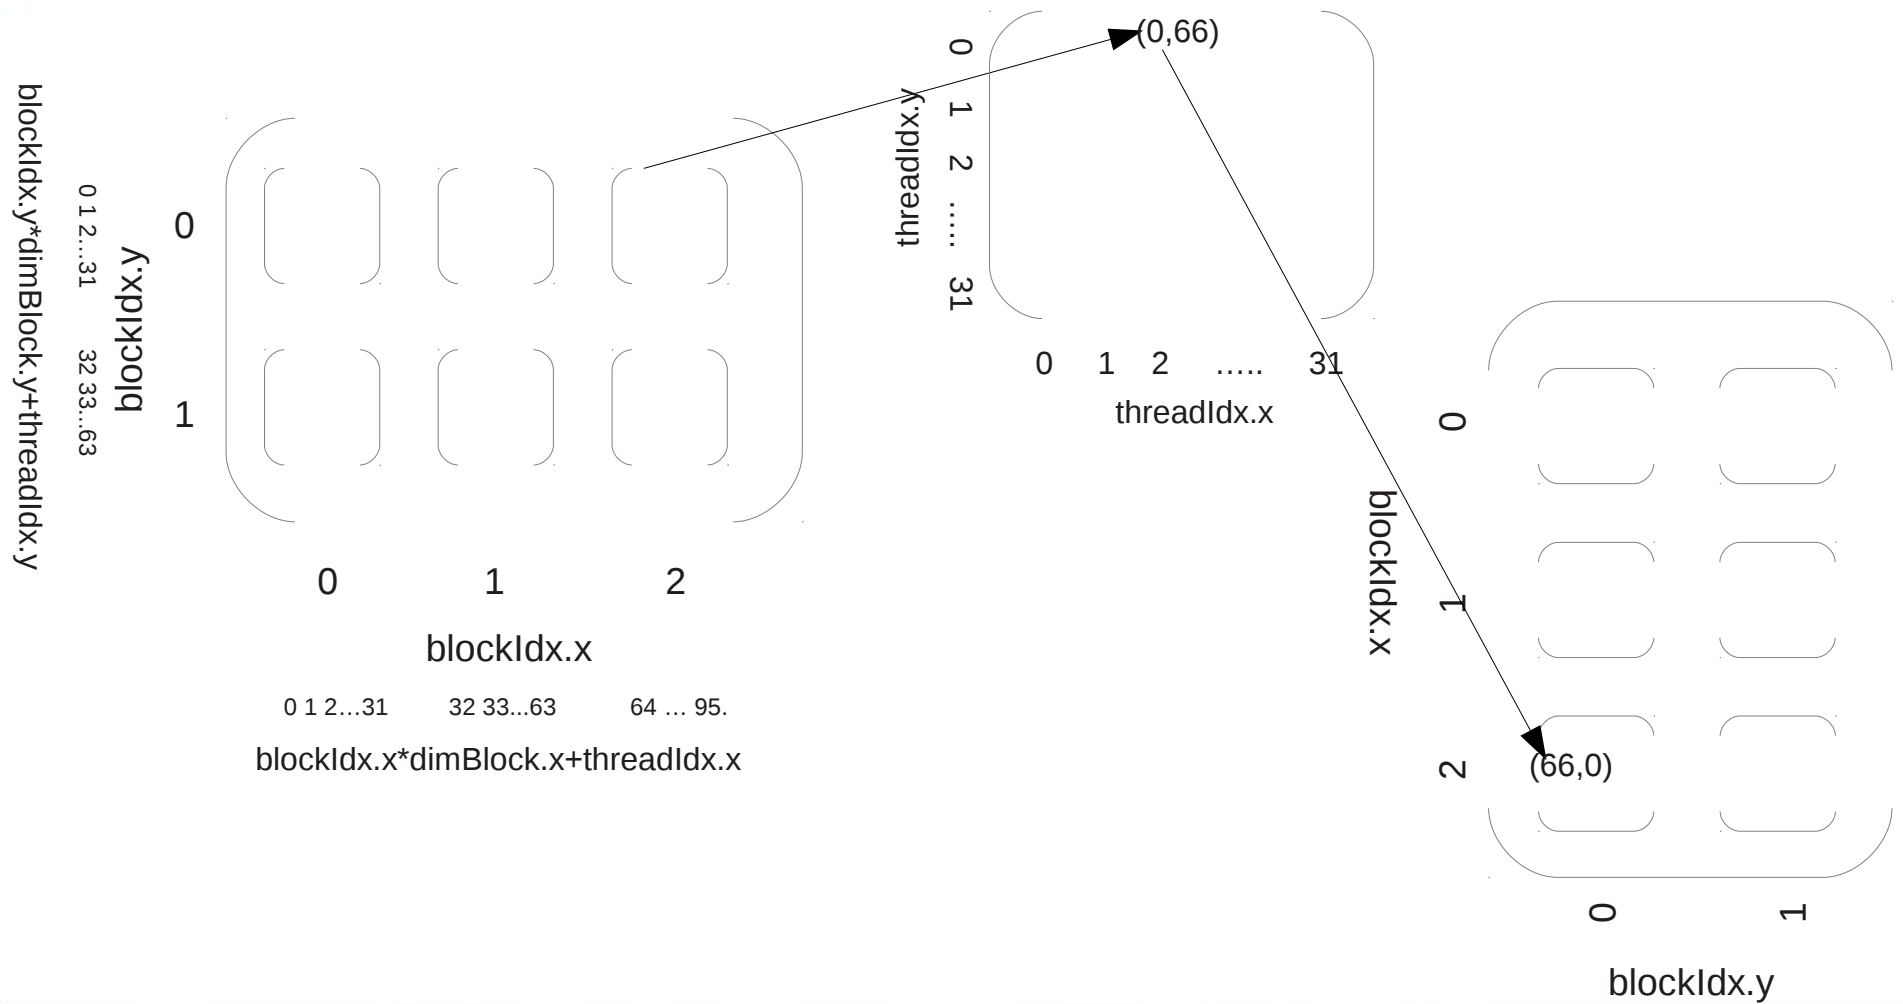 blockIdx.y*dimBlock.y+threadIdx.y
0 1 2...31
32 33...63
blockIdx.y
0
1
0 1 2
blockIdx.x
0 1 2...31 32 33...63 64 ... 95.
blockIdx.x*dimBlock.x+threadIdx.x
(0,66)
threadIdx.y
0 1 2 ..... 31
0 1 2 ..... 31
threadIdx.x
blockIdx.x
0
1
2
(66,0)
0 1
blockIdx.y